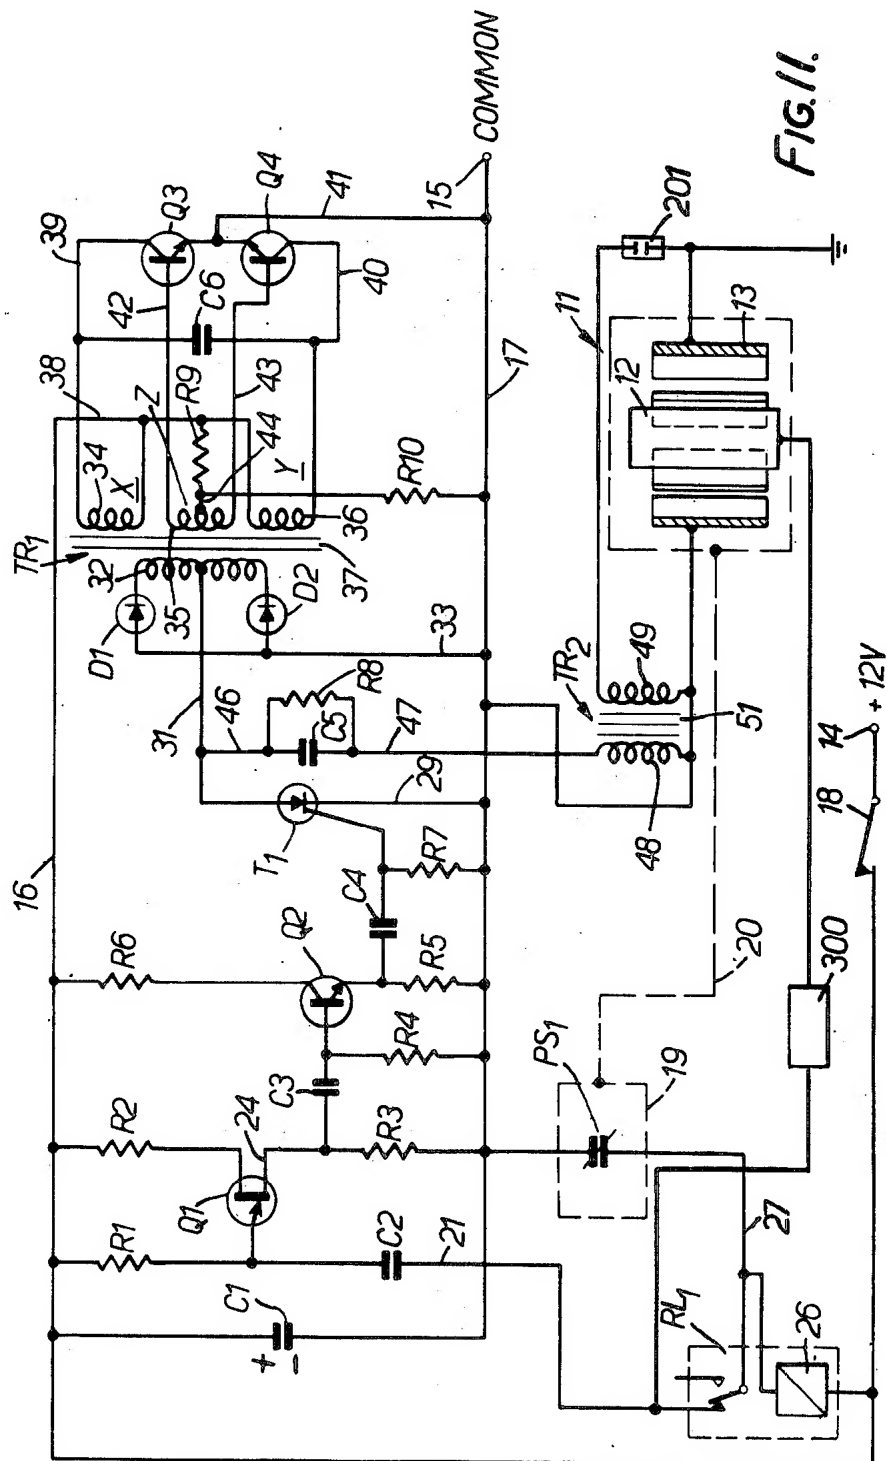 16
38
39
TR1
34
X
Z
42
Q3
D1
32
35
R9
C6
31
D2
43
44
Q4
Y
40
41
R6
Q2
T1
46
R8
37
36
R2
24
C3
C4
C5
33
R10
Q1
R1
R4
R5
R7
29
47
C1
+
-
C2
R3
17
15
COMMON
21
PS1
TR2
11
201
48
49
12
13
19
20
51
27
RL1
26
300
18
14
+ 12V
FIG.11.